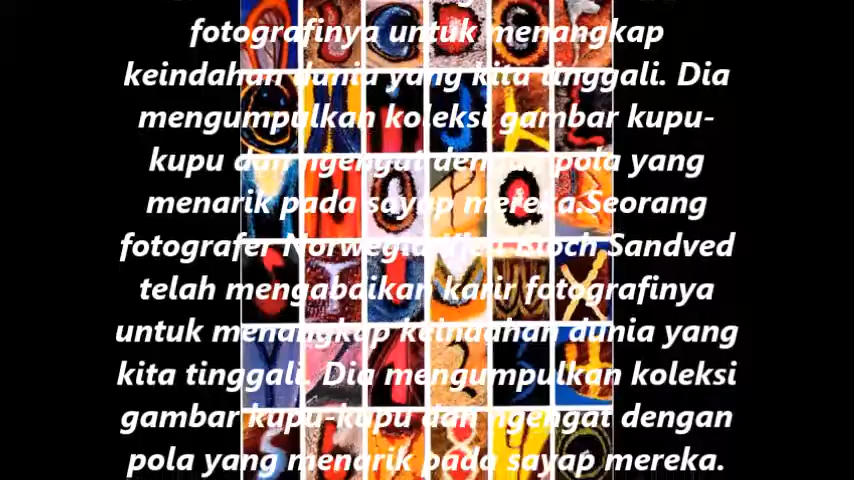 fotografinya untuk menangkap
keindahan dunia yang kita tinggali. Dia
mengumpulkan koleksi gambar kupu-
kupu dan ngengat dengan pola yang
menarik pada sayap mereka.Seorang
fotografer Norwegia Bloch Sandved
telah mengabaikan karir fotografinya
untuk menangkap keindahan dunia yang
kita tinggali. Dia mengumpulkan koleksi
gambar kupu-kupu dan ngengat dengan
pola yang menarik pada sayap mereka.